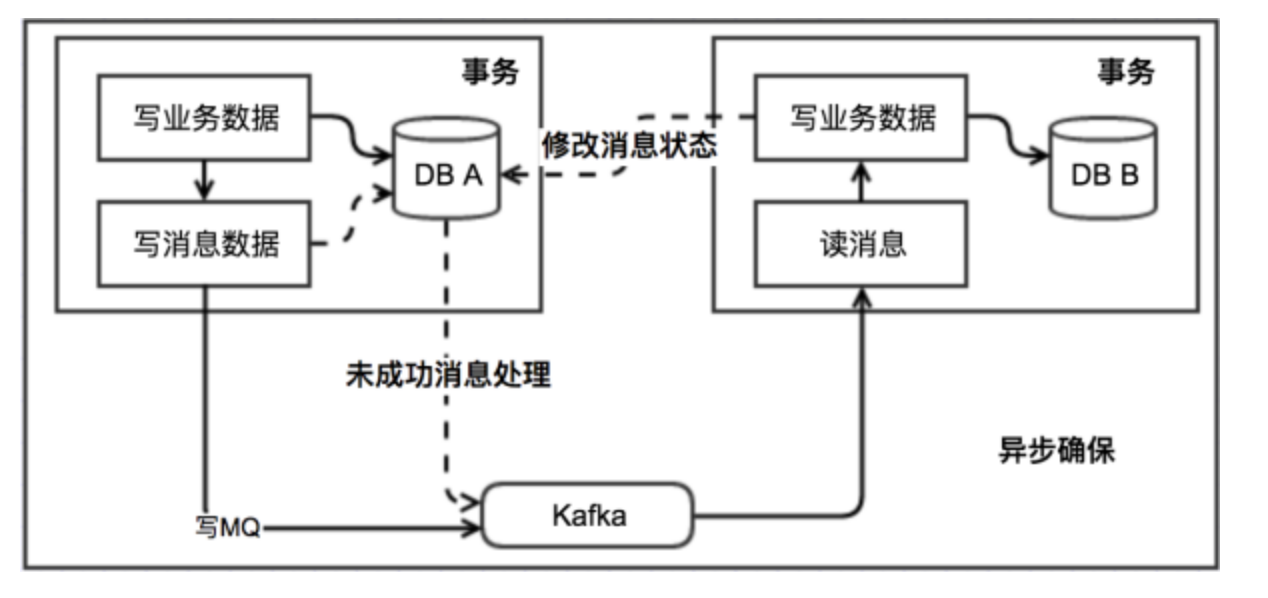 事务
写业务数据
DB A
写消息数据
修改消息状态
事务
写业务数据
DB B
读消息
未成功消息处理
异步确保
写MQ
Kafka